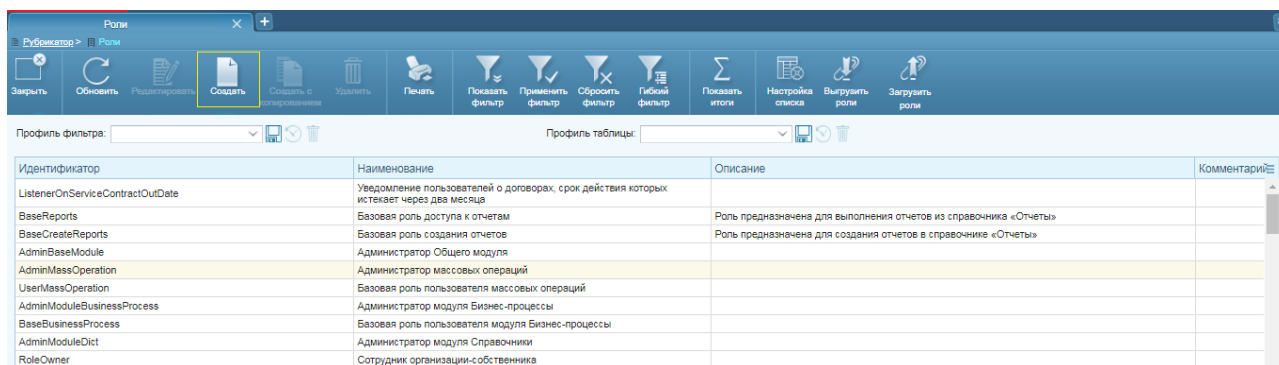 Роли
Рубрикатор > Роли
Закрыть Обновить Редактировать Создать Создать с копированием Удалить Печать Показать фильтр Применить фильтр Сбросить фильтр Гибкий фильтр Показать итоги Настройка списка Выгрузить роли Загрузить роли
Профиль фильтра: Профиль таблицы:
Идентификатор Наименование Описание Комментарий
ListenerOnServiceContractOutDate Уведомление пользователей о договорах, срок действия которых
истекает через два месяца
BaseReports Базовая роль доступа к отчетам Роль предназначена для выполнения отчетов из справочника «Отчеты»
BaseCreateReports Базовая роль создания отчетов Роль предназначена для создания отчетов в справочнике «Отчеты»
AdminBaseModule Администратор Общего модуля
AdminMassOperation Администратор массовых операций
UserMassOperation Базовая роль пользователя массовых операций
AdminModuleBusinessProcess Администратор модуля Бизнес-процессы
BaseBusinessProcess Базовая роль пользователя модуля Бизнес-процессы
AdminModuleDict Администратор модуля Справочники
RoleOwner Сотрудник организации-собственника